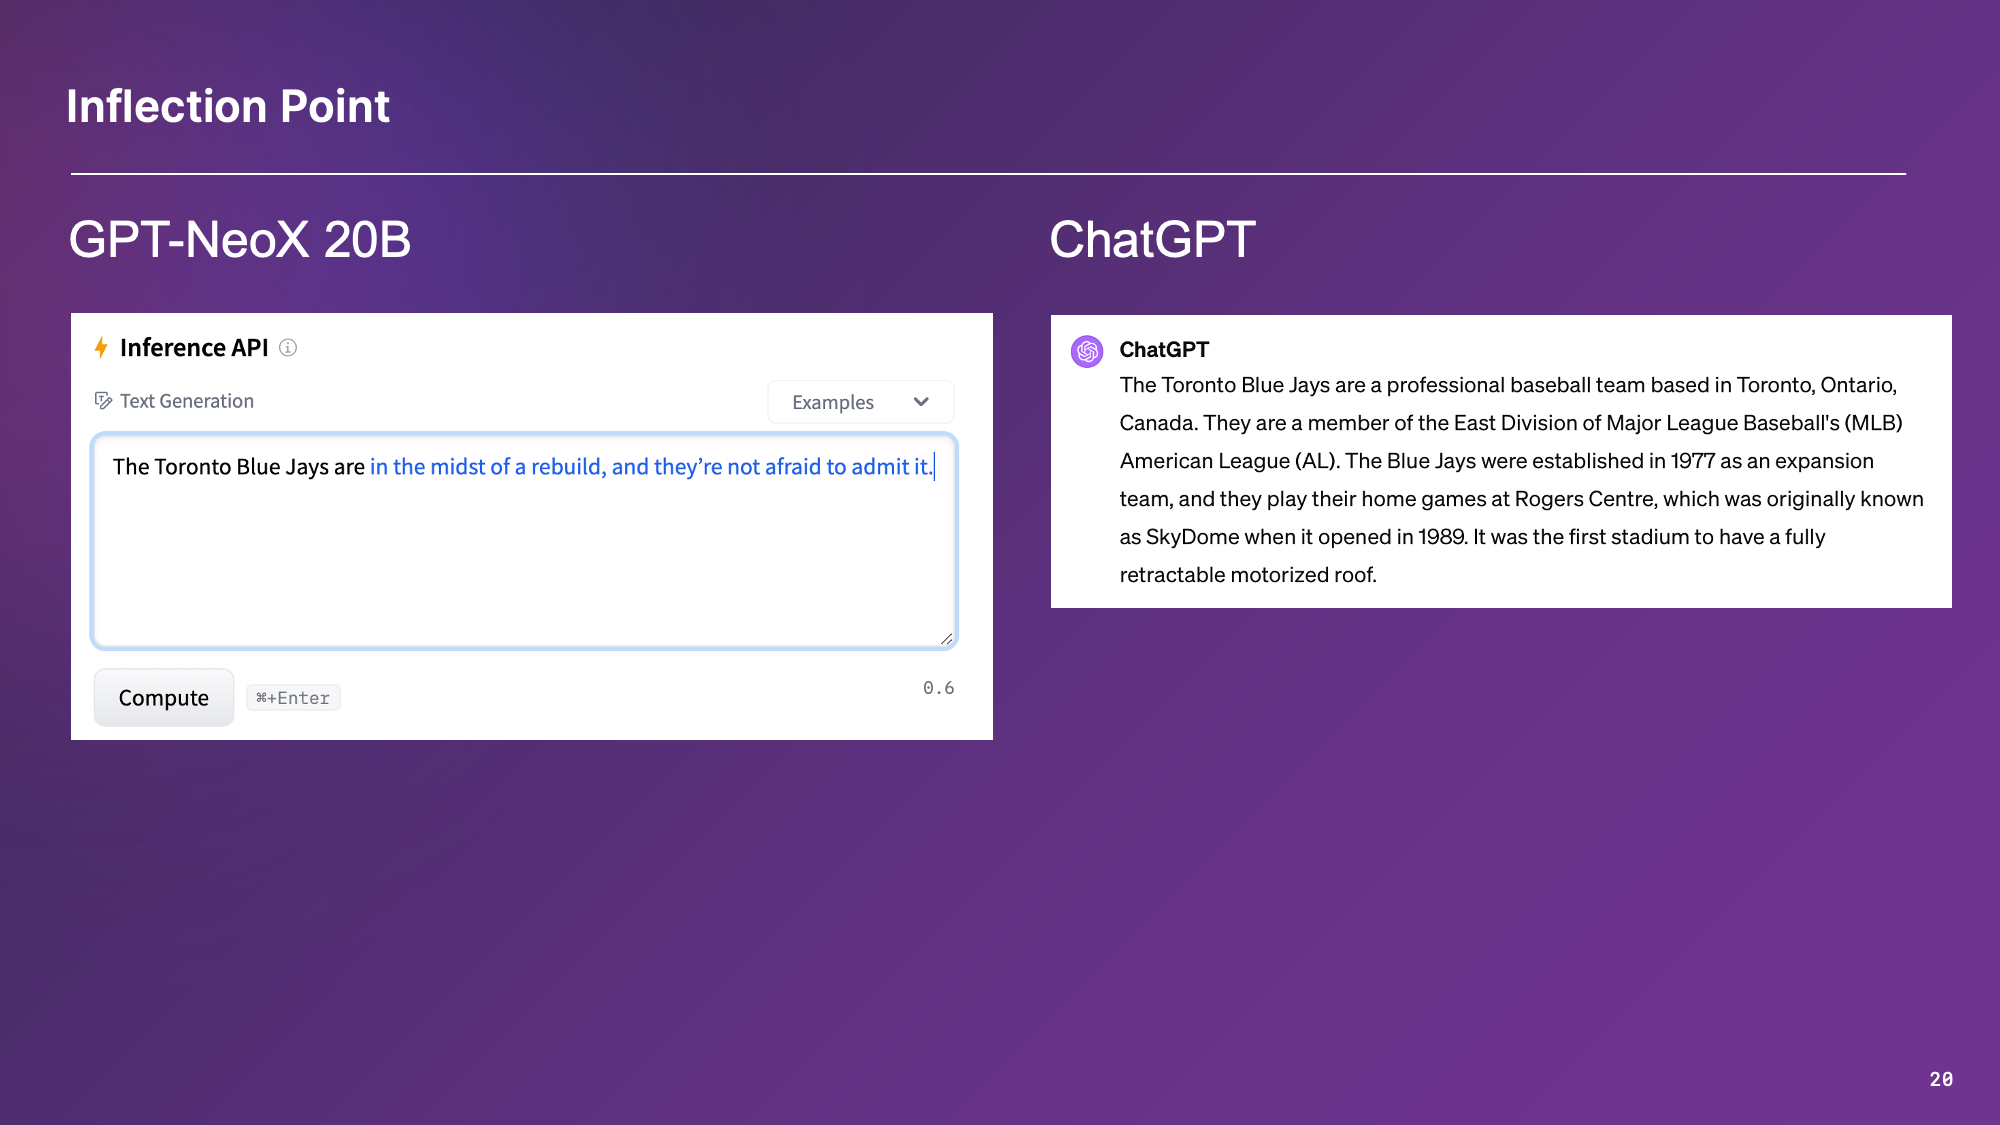 Inflection Point
GPT-NeoX 20B
Inference API
Text Generation
Examples
The Toronto Blue Jays are in the midst of a rebuild, and they’re not afraid to admit it.
Compute
⌘+Enter
0.6
ChatGPT
ChatGPT
The Toronto Blue Jays are a professional baseball team based in Toronto, Ontario,
Canada. They are a member of the East Division of Major League Baseball's (MLB)
American League (AL). The Blue Jays were established in 1977 as an expansion
team, and they play their home games at Rogers Centre, which was originally known
as SkyDome when it opened in 1989. It was the first stadium to have a fully
retractable motorized roof.
20